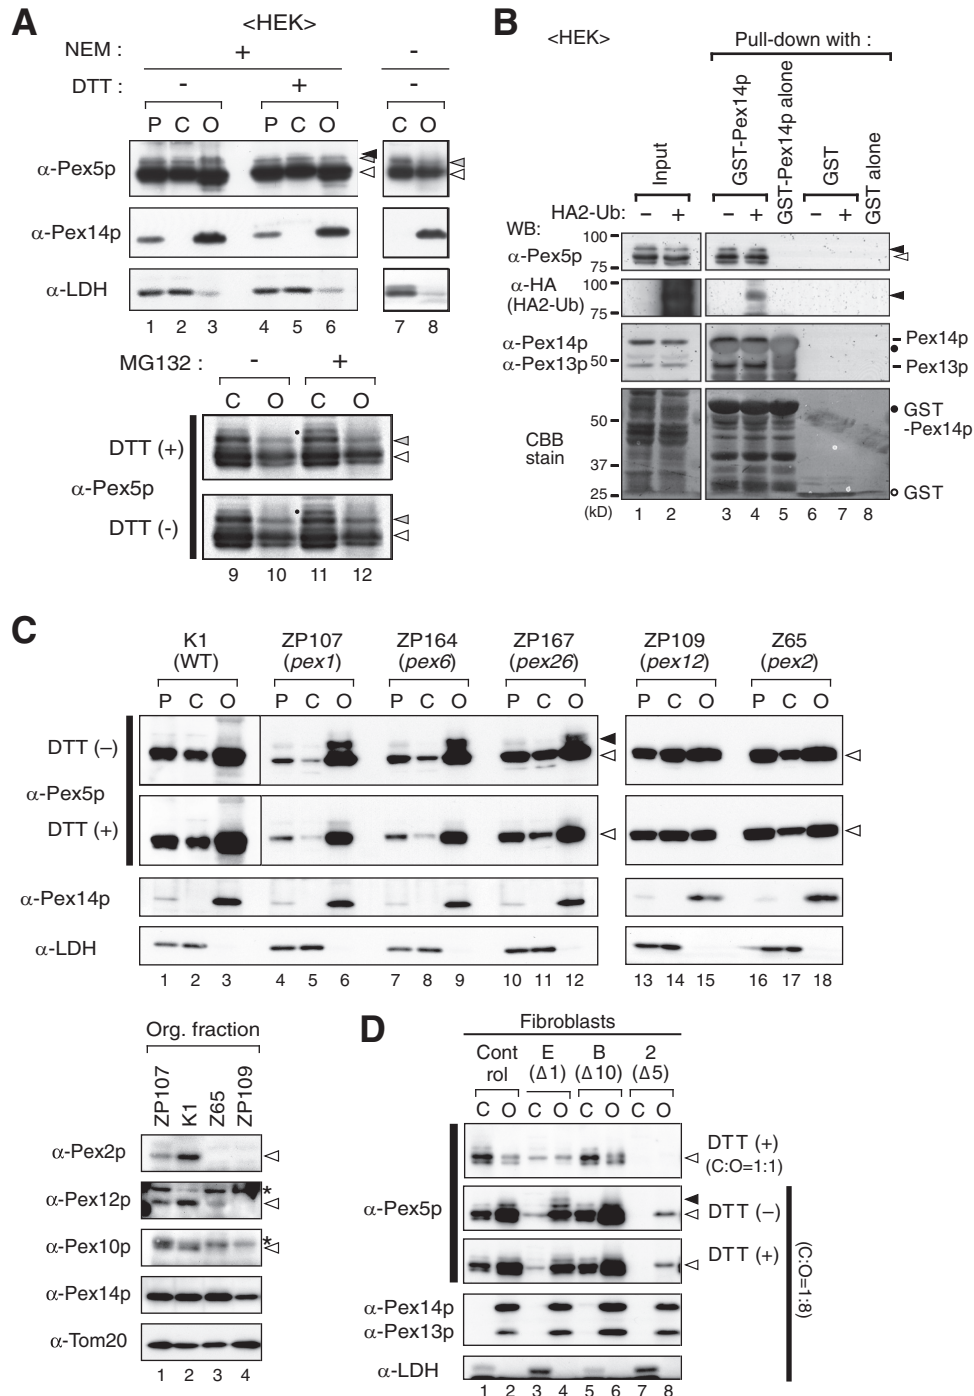 A
<HEK>
NEM :
+
-
DTT :
-
+
-
P C O P C O C O
α-Pex5p
α-Pex14p
α-LDH
1 2 3 4 5 6 7 8
MG132 :
-
+
C O C O
DTT (+)
α-Pex5p
DTT (-)
9 10 11 12
B
<HEK>
Pull-down with :
Input
GST-Pex14p
GST-Pex14p alone
GST
GST alone
HA2-Ub: − + − + − +
WB:
α-Pex5p
100
75
α-HA
(HA2-Ub)
100
75
α-Pex14p
α-Pex13p
50
Pex14p
Pex13p
CBB
stain
50
37
25
(kD)
GST
-Pex14p
GST
1 2 3 4 5 6 7 8
C
K1
(WT)
ZP107
(pex1)
ZP164
(pex6)
ZP167
(pex26)
ZP109
(pex12)
Z65
(pex2)
P C O P C O P C O P C O P C O P C O
DTT (–)
α-Pex5p
DTT (+)
α-Pex14p
α-LDH
1 2 3 4 5 6 7 8 9 10 11 12 13 14 15 16 17 18
Org. fraction
ZP107
K1
Z65
ZP109
α-Pex2p
α-Pex12p
*
α-Pex10p
*
α-Pex14p
α-Tom20
1 2 3 4
D
Fibroblasts
Cont
rol
E
(Δ1)
B
(Δ10)
2
(Δ5)
C O C O C O C O
DTT (+)
(C:O=1:1)
α-Pex5p
DTT (–)
DTT (+)
(C:O=1:8)
α-Pex14p
α-Pex13p
α-LDH
1 2 3 4 5 6 7 8